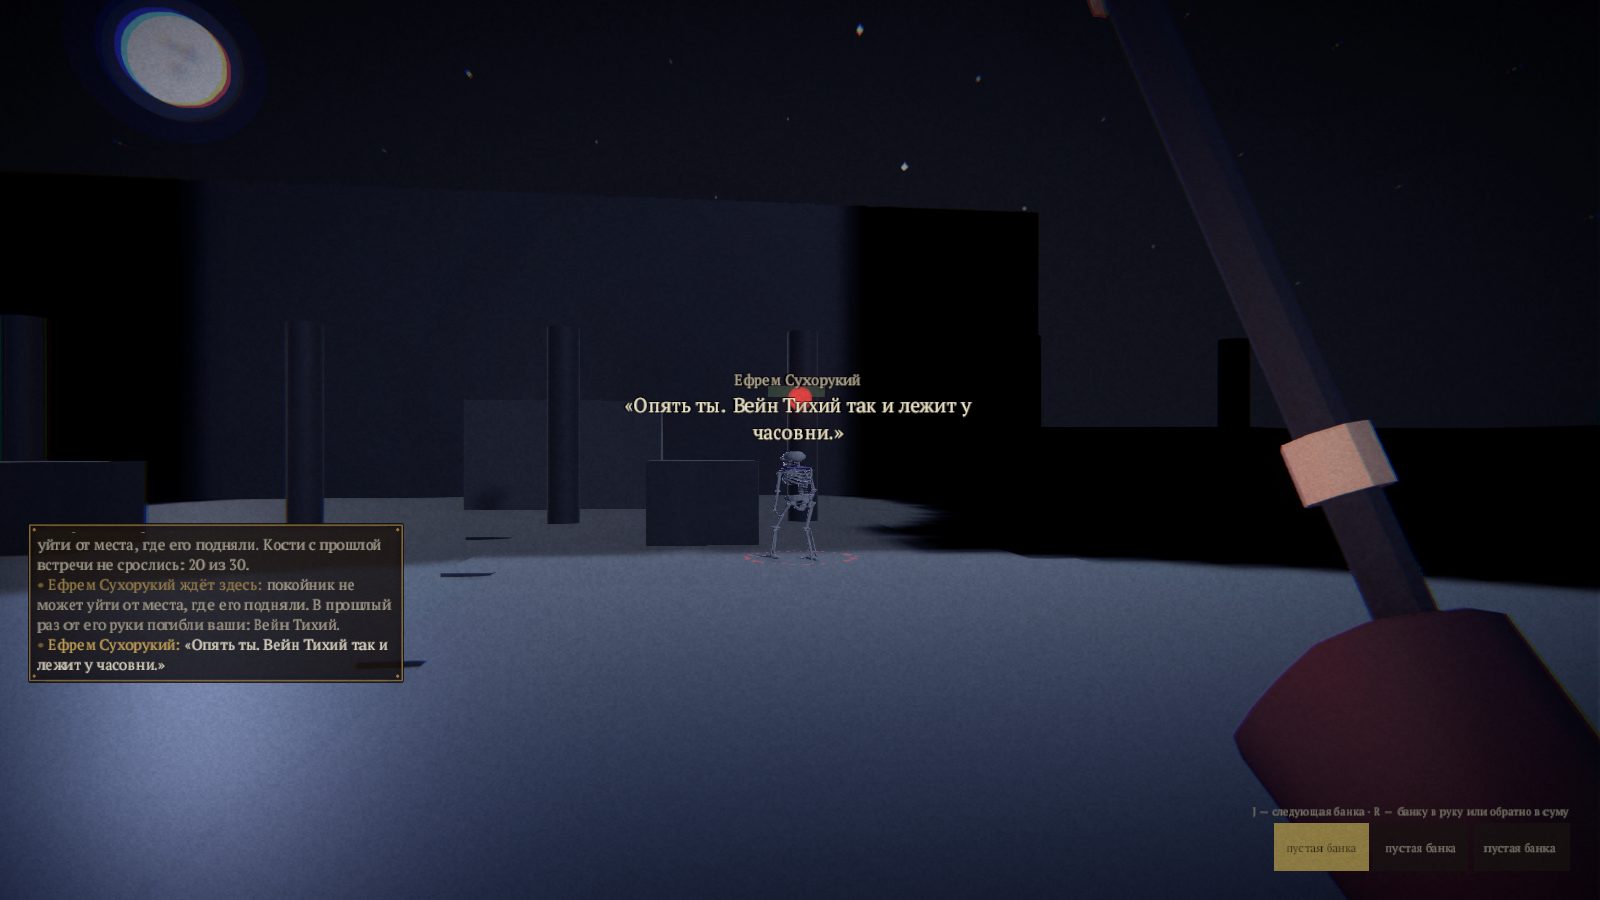 Ефрем Сухорукий
«Опять ты. Вейн Тихий так и лежит у
часовни.»
уйти от места, где его подняли. Кости с прошлой
встречи не срослись: 20 из 30.
• Ефрем Сухорукий ждёт здесь: покойник не
может уйти от места, где его подняли. В прошлый
раз от его руки погибли ваши: Вейн Тихий.
• Ефрем Сухорукий: «Опять ты. Вейн Тихий так и
лежит у часовни.»
J — следующая банка · R — банку в руку или обратно в суму
пустая банка пустая банка пустая банка